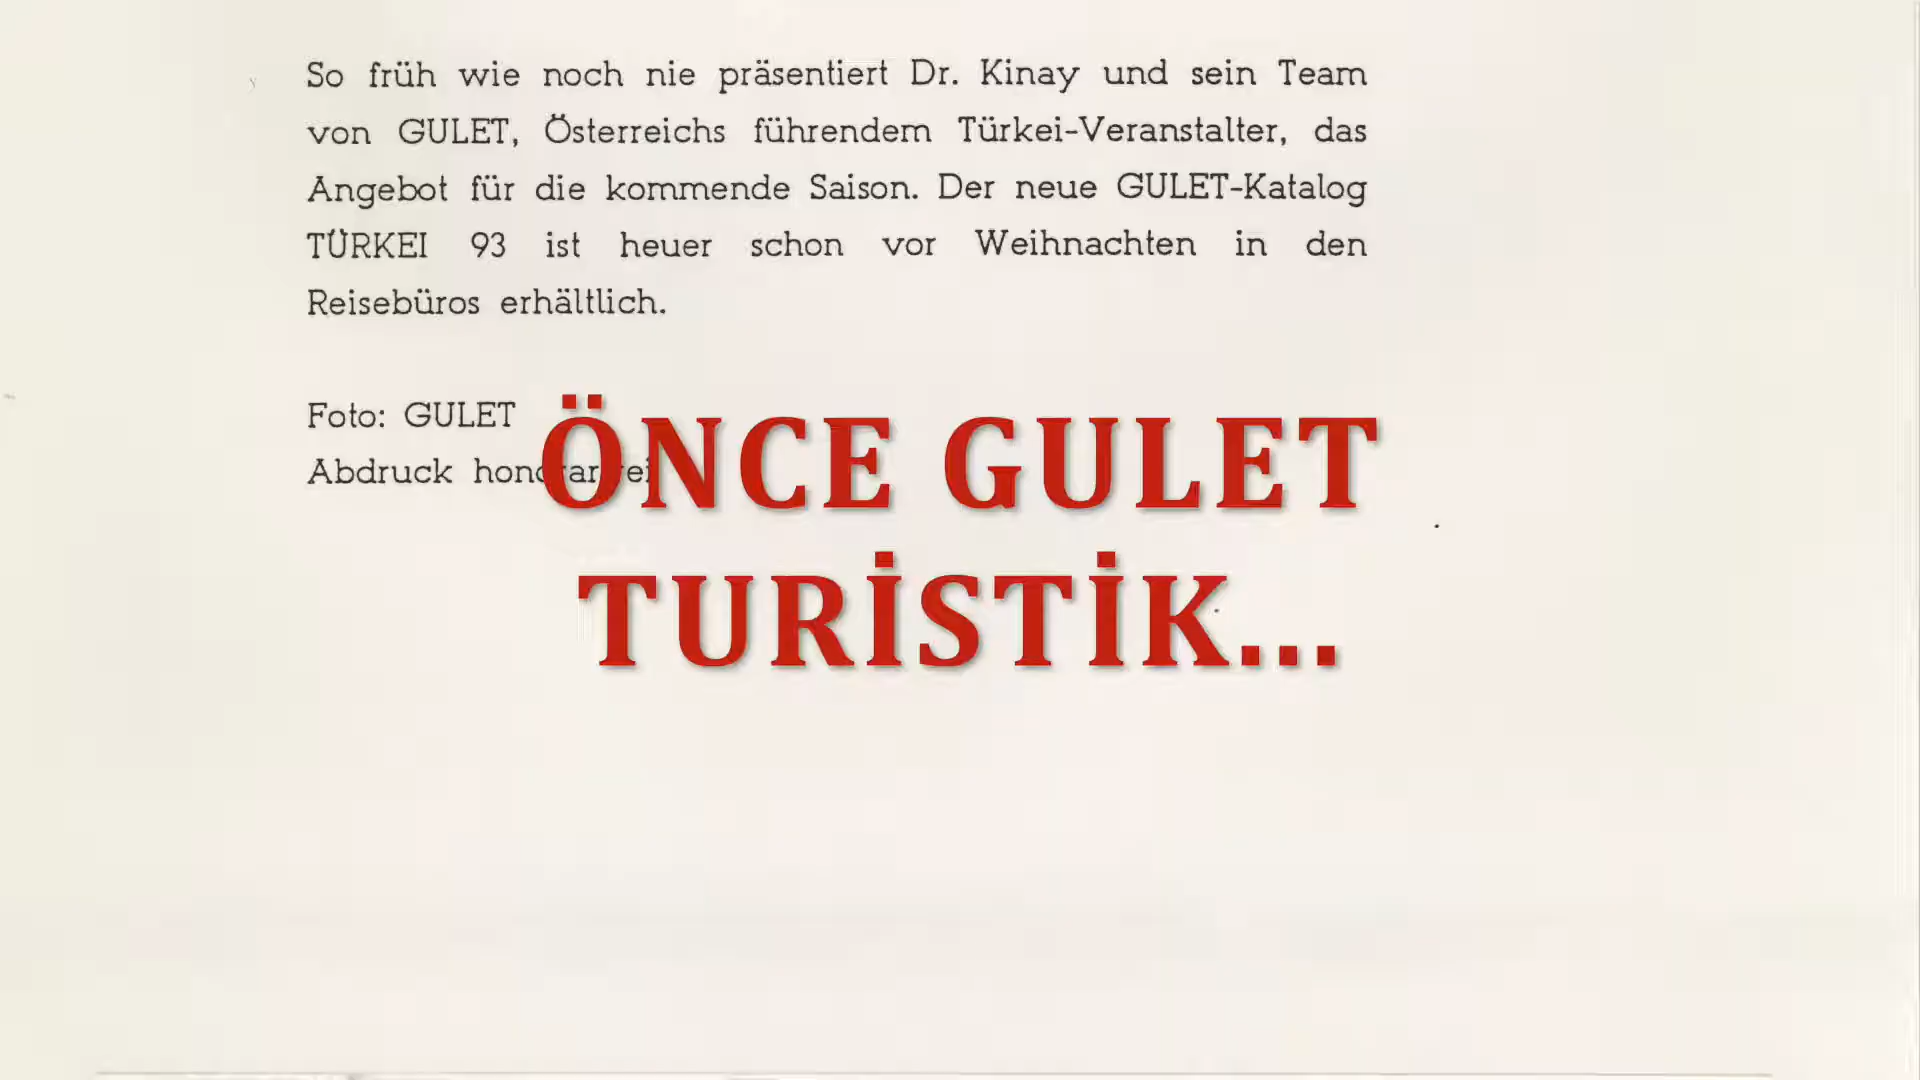 So früh wie noch nie präsentiert Dr. Kinay und sein Team
von GULET, Österreichs führendem Türkei-Veranstalter, das
Angebot für die kommende Saison. Der neue GULET-Katalog
TÜRKEI 93 ist heuer schon vor Weihnachten in den
Reisebüros erhältlich.
Foto: GULET
Abdruck
ÖNCE GULET
TURİSTİK...